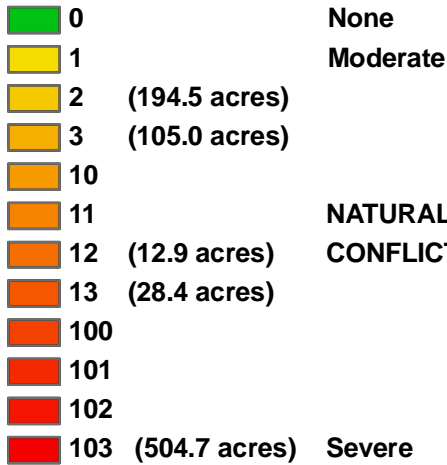 0 None
1 Moderate
2 (194.5 acres)
3 (105.0 acres)
10
11 NATURAL
12 (12.9 acres) CONFLICT
13 (28.4 acres)
100
101
102
103 (504.7 acres) Severe